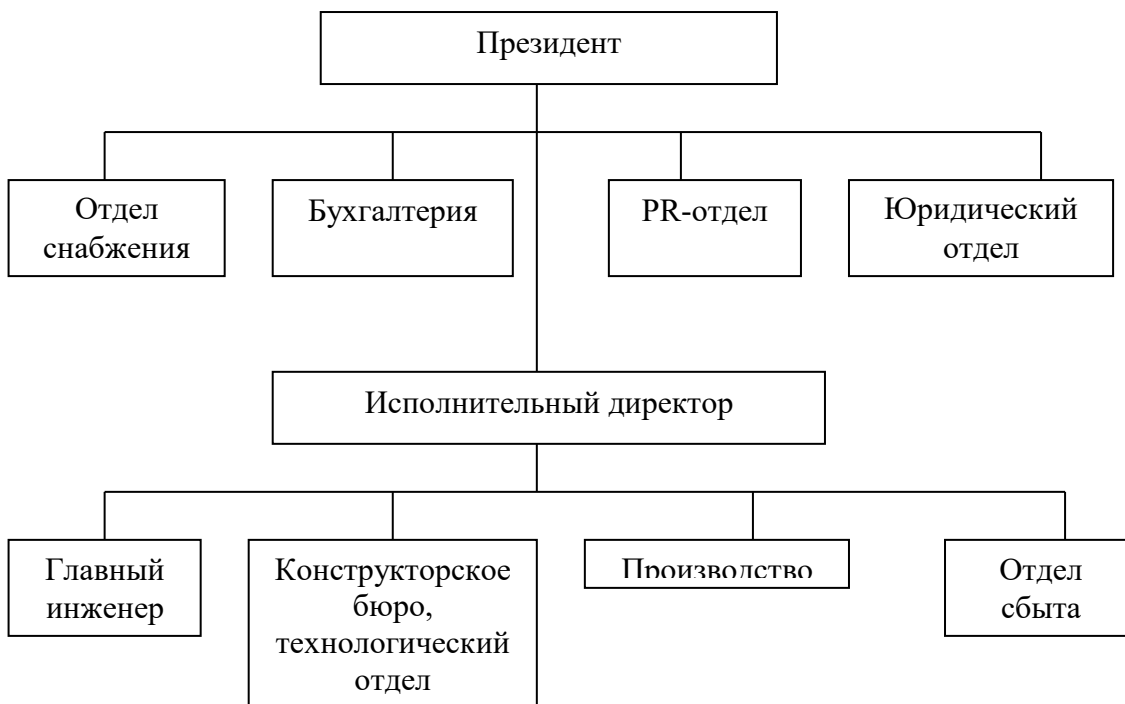 Президент
Отдел
снабжения
Бухгалтерия
PR-отдел
Юридический
отдел
Исполнительный директор
Главный
инженер
Конструкторское
бюро,
технологический
отдел
Производство
Отдел
сбыта